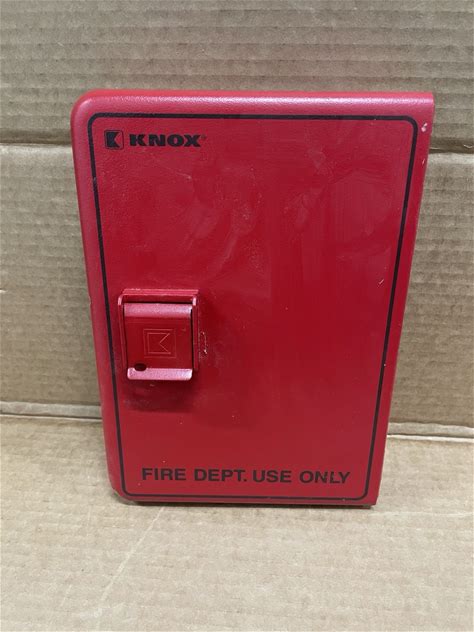 KNOX®
FIRE DEPT. USE ONLY